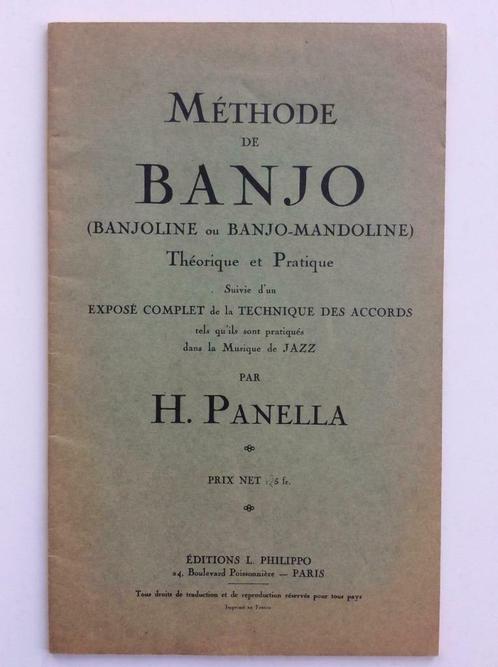 MÉTHODE
DE
BANJO
(BANJOLINE ou BANJO-MANDOLINE)
Théorique et Pratique
Suivie d'un
EXPOSÉ COMPLET de la TECHNIQUE DES ACCORDS
tels qu'ils sont pratiqués
dans la Musique de JAZZ
PAR
H. PANELLA
PRIX NET fr.
ÉDITIONS L. PHILIPPO
24, Boulevard Poissonnière — PARIS
Tous droits de traduction et de reproduction réservés pour tous pays
Imprimé en France